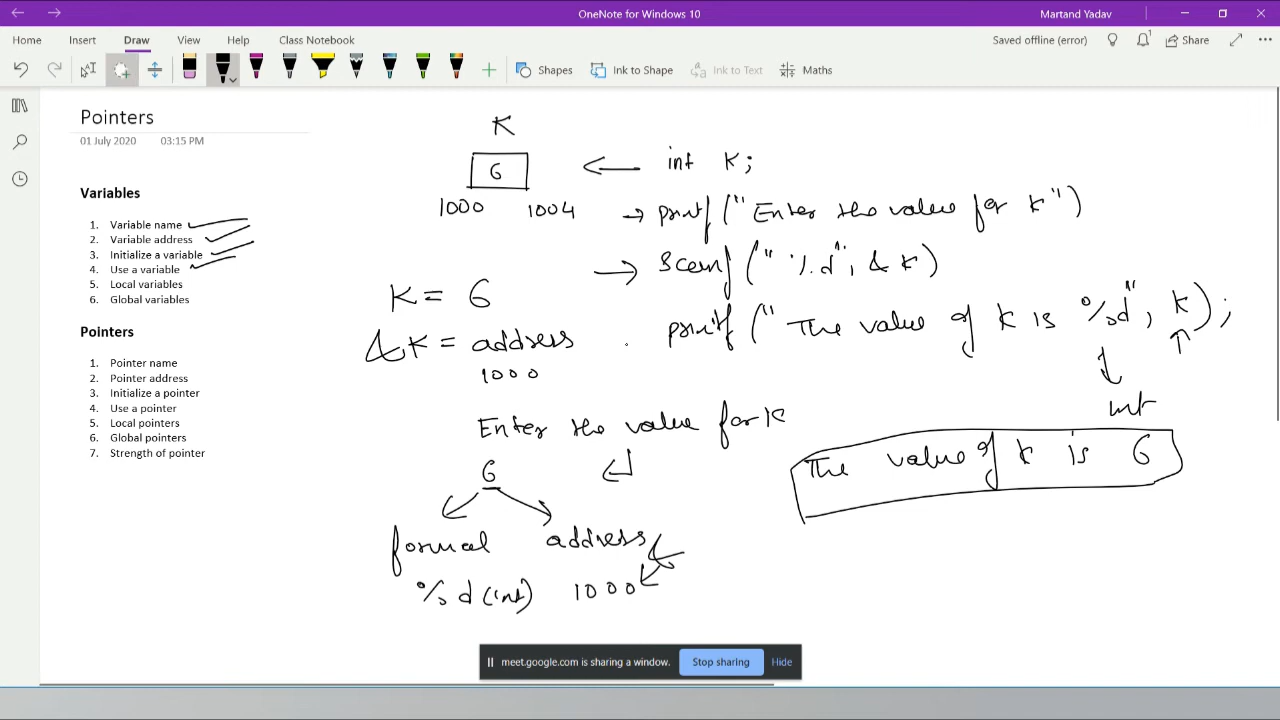 OneNote for Windows 10
Martand Yadav
Home Insert Draw View Help Class Notebook
Saved offline (error) Share
Shapes Ink to Shape Ink to Text Maths
Pointers
01 July 2020 03:15 PM
Variables
1. Variable name
2. Variable address
3. Initialize a variable
4. Use a variable
5. Local variables
6. Global variables
Pointers
1. Pointer name
2. Pointer address
3. Initialize a pointer
4. Use a pointer
5. Local pointers
6. Global pointers
7. Strength of pointer
K
6
1000 1004
int K;
printf ("Enter the value for K")
Scanf ("%d", &K)
K = 6
&K = address
1000
printf ("The value of K is %d", K);
int
Enter the value for K
6
format address
%d (int) 1000
The value of K is 6
meet.google.com is sharing a window. Stop sharing Hide